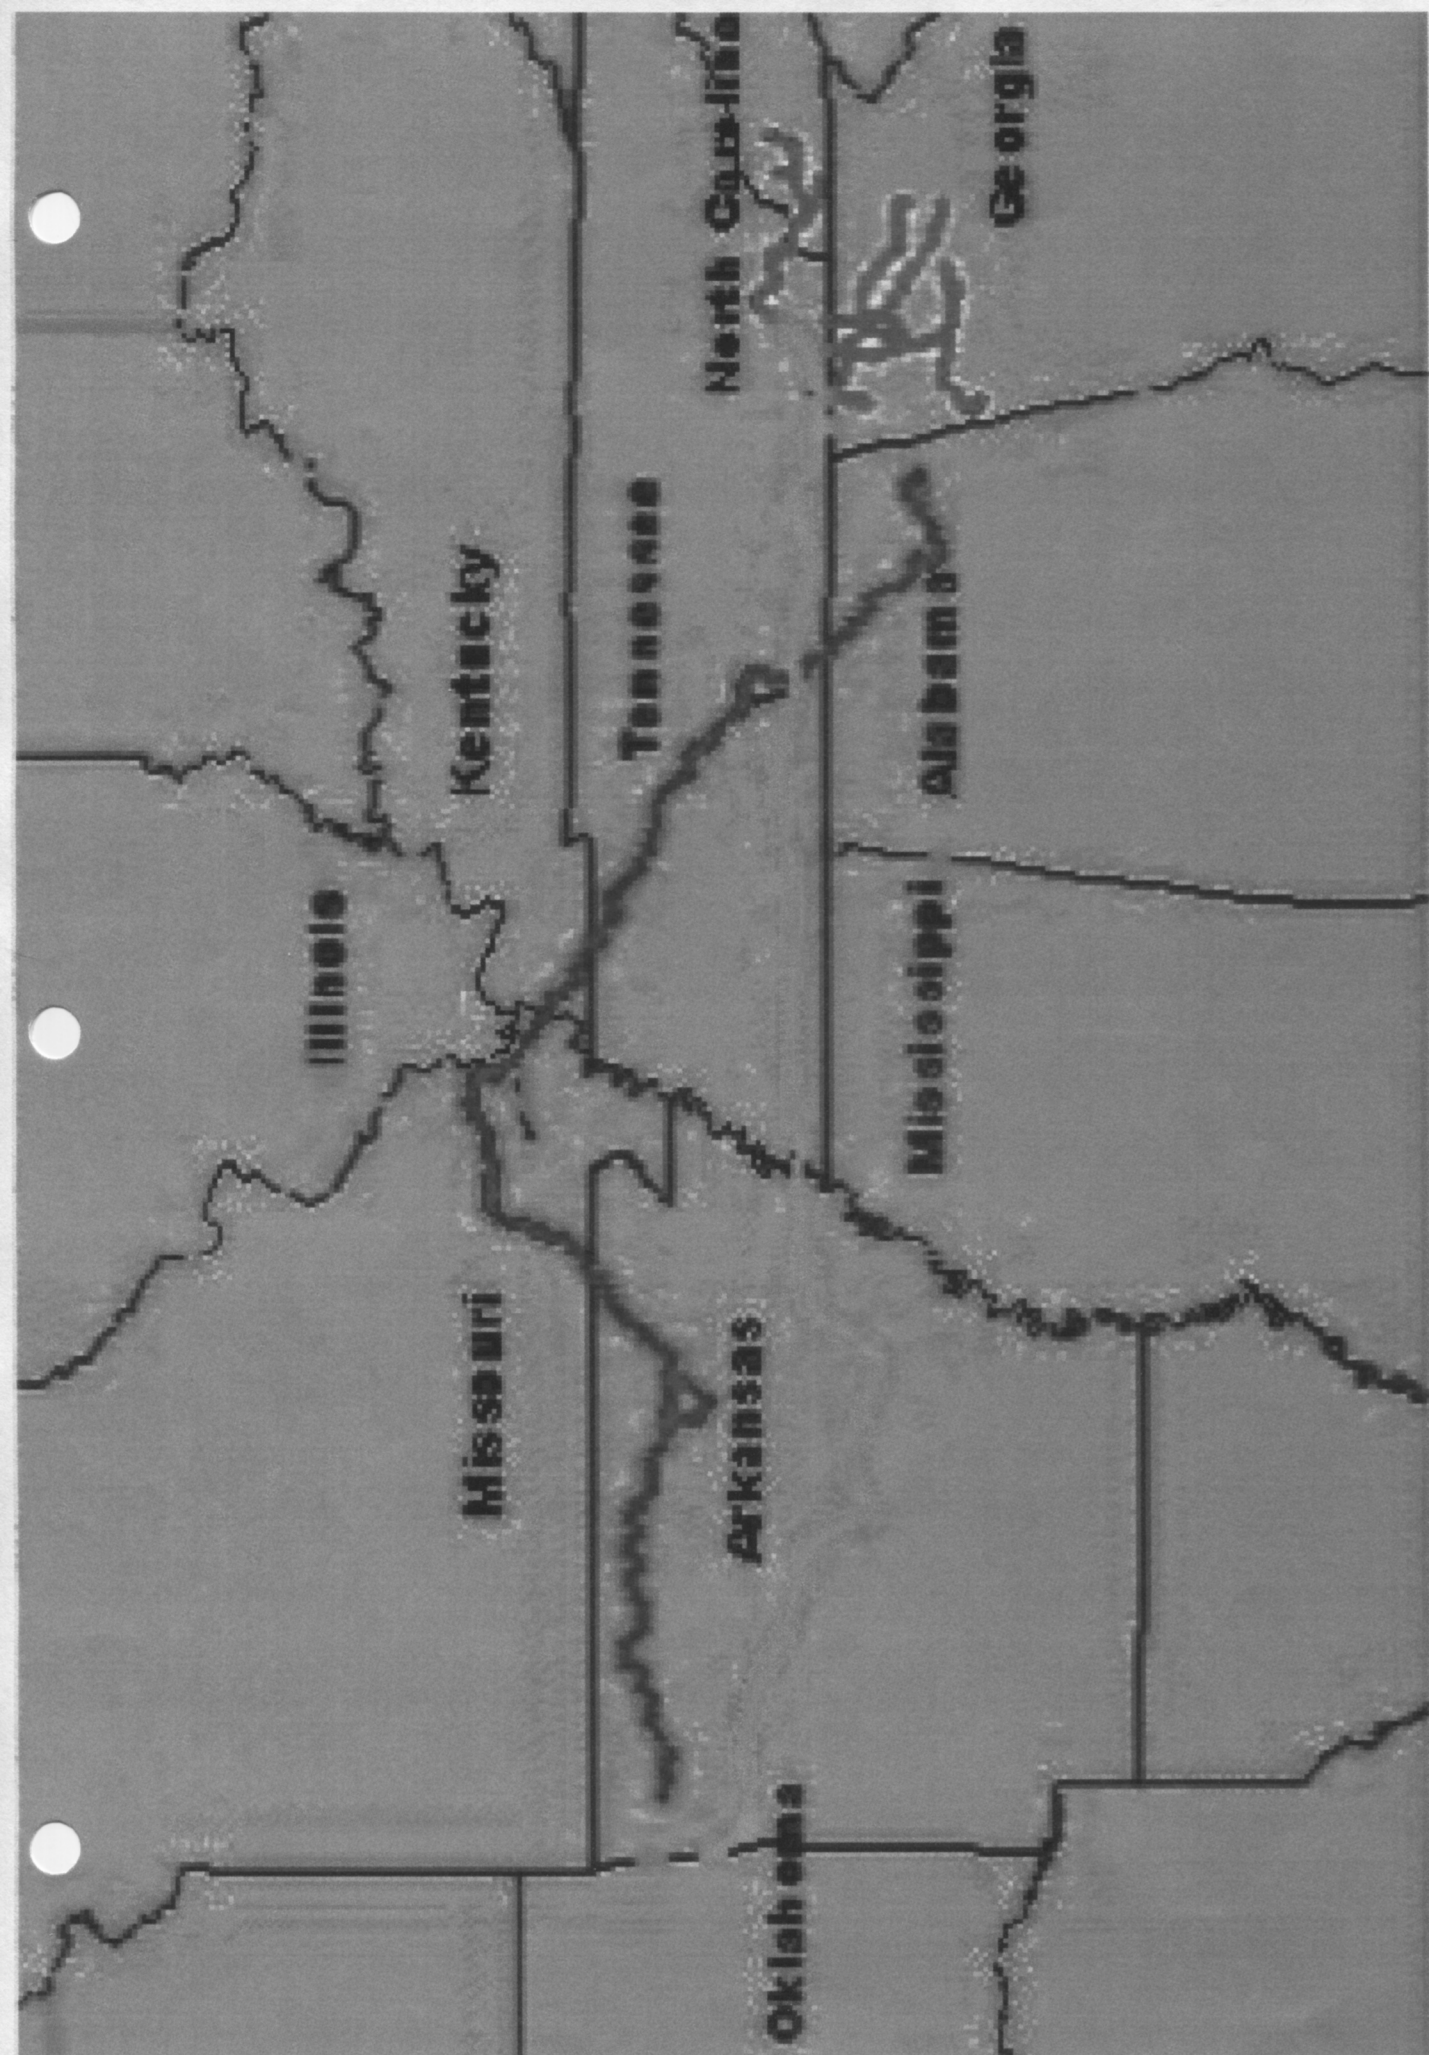 Illinois
Missouri
Kentucky
Tennessee
North Carolina
Arkansas
Oklahoma
Mississippi
Alabama
Georgia